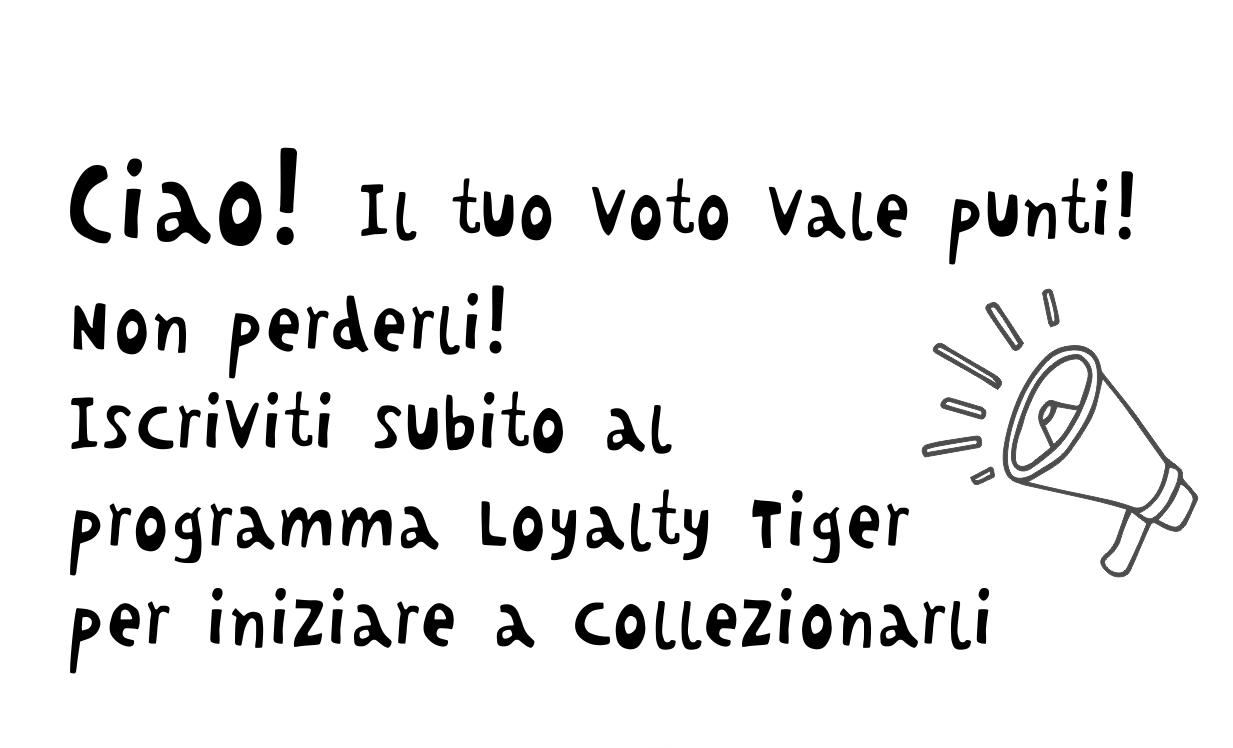 Ciao! Il tuo voto vale punti!
Non perderli!
Iscriviti subito al
programma Loyalty Tiger
per iniziare a collezionarli